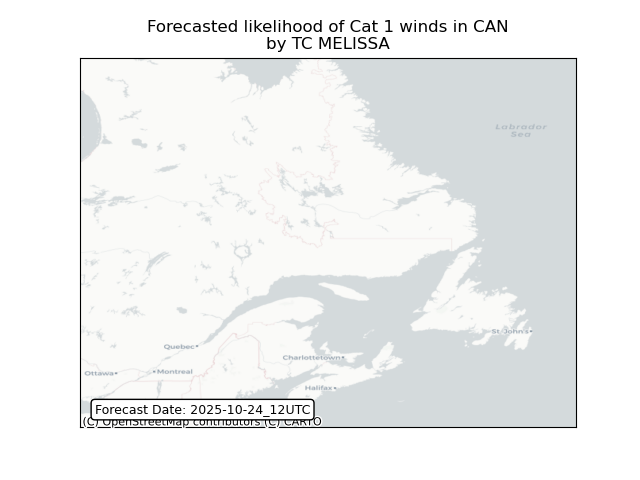 Forecasted likelihood of Cat 1 winds in CAN
by TC MELISSA
Labrador
Sea
St. John's
Quebec
Charlottetown
Ottawa
Montreal
Halifax
Forecast Date: 2025-10-24_12UTC
(C) OpenStreetMap contributors (C) CARTO